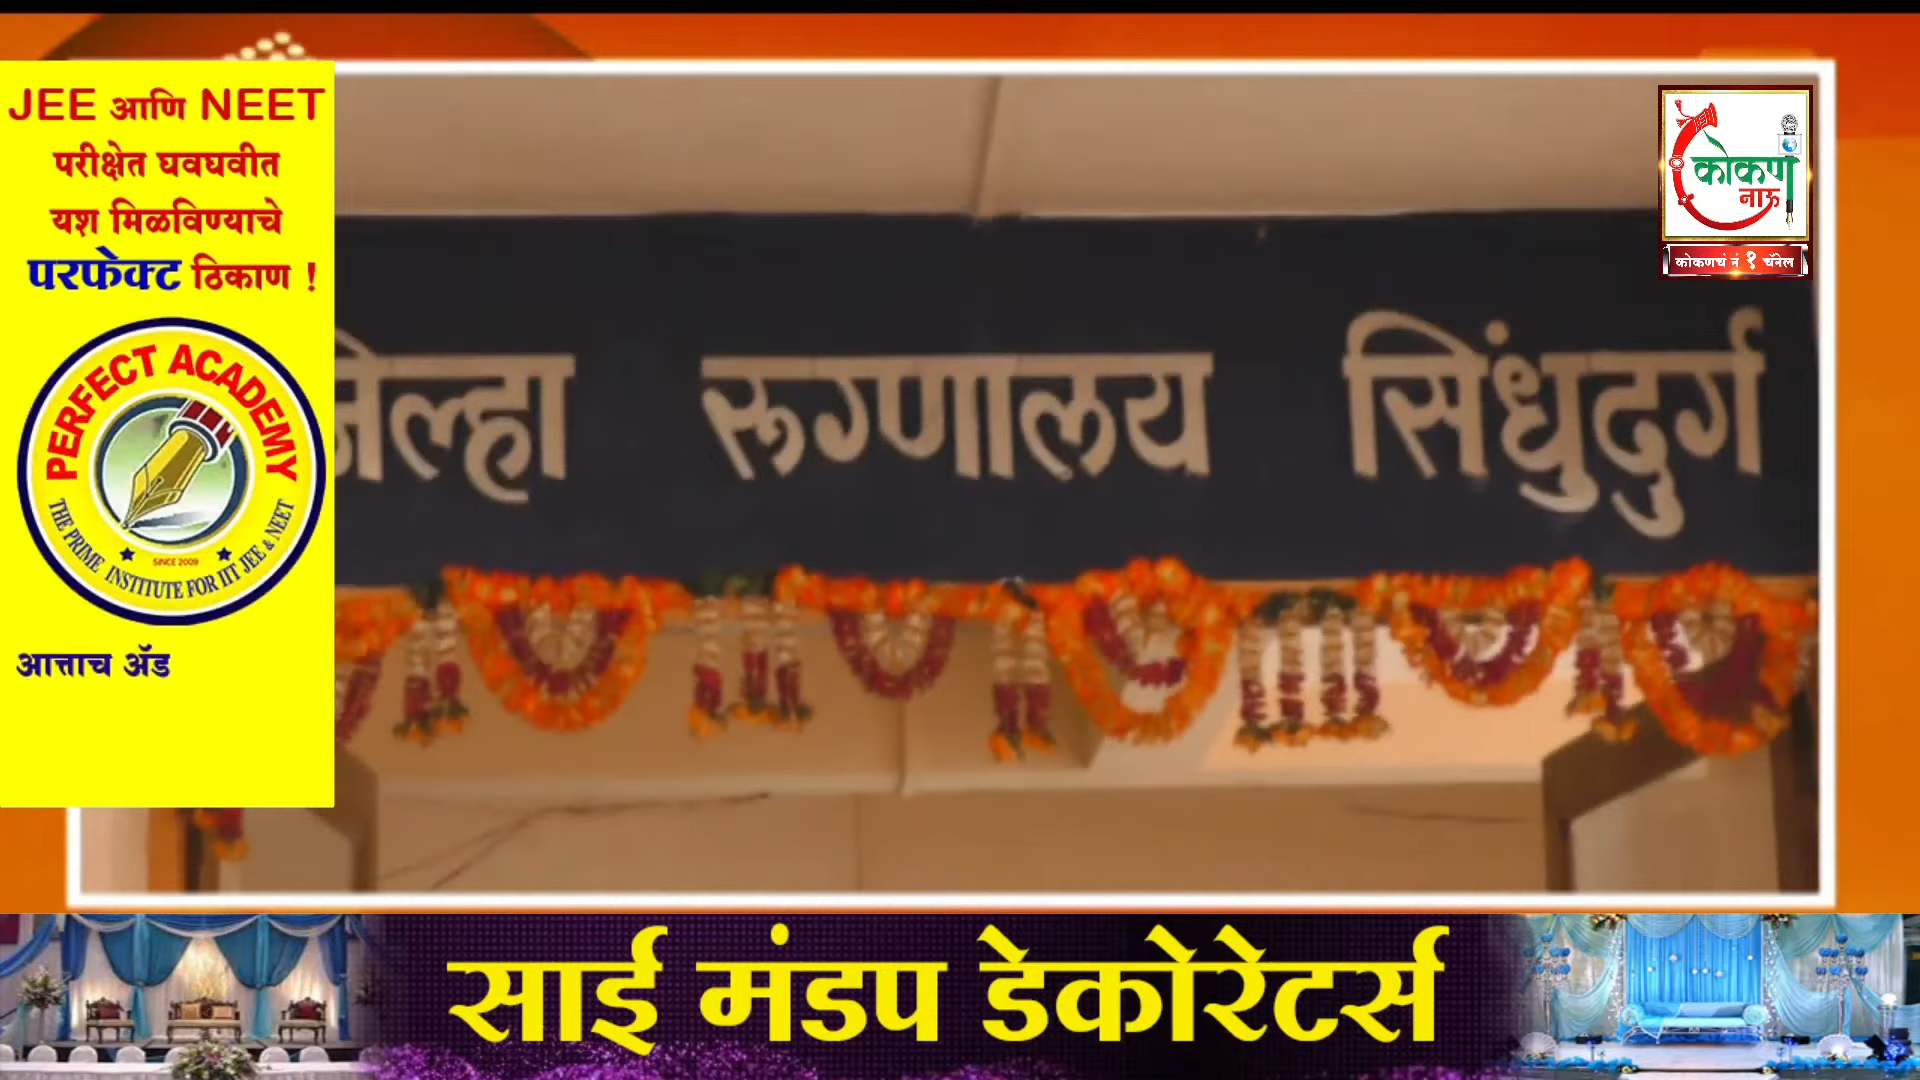 JEE आणि NEET
परीक्षेत घवघवीत
यश मिळविण्याचे
परफेक्ट ठिकाण !
PERFECT ACADEMY
SINCE 2009
THE PRIME INSTITUTE FOR IIT JEE & NEET
आत्ताच ॲड
कोकण
नाऊ
कोकणचं नं १ चॅनेल
जिल्हा रुग्णालय सिंधुदुर्ग
साई मंडप डेकोरेटर्स